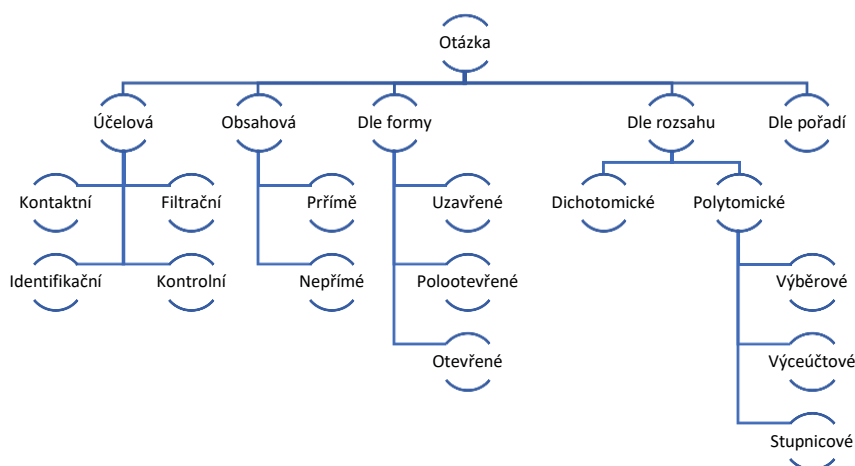 Otázka
Účelová
Obsahová
Dle formy
Dle rozsahu
Dle pořadí
Kontaktní
Filtrační
Prřímě
Uzavřené
Dichotomické
Polytomické
Identifikační
Kontrolní
Nepřímé
Polootevřené
Výběrové
Otevřené
Výceúčtové
Stupnicové